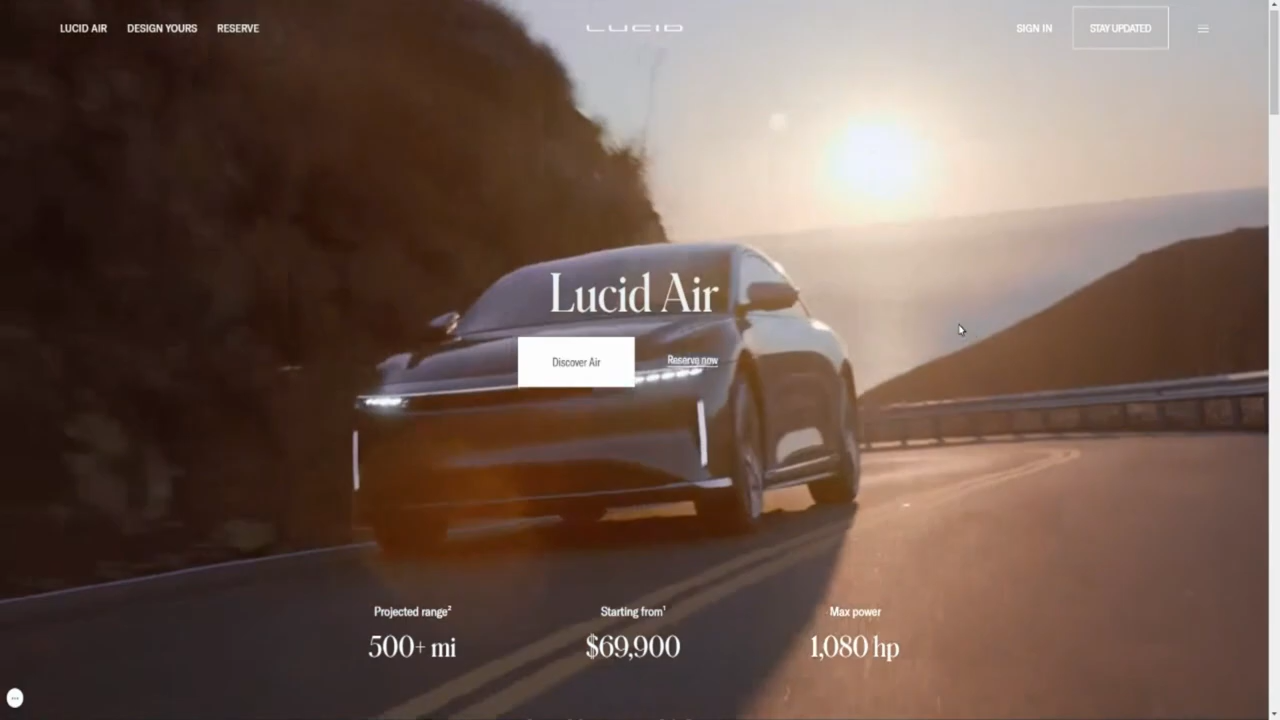 LUCID AIR DESIGN YOURS RESERVE LUCID SIGN IN STAY UPDATED
Lucid Air
Discover Air Reserve now
Projected range² Starting from¹ Max power
500+ mi $69,900 1,080 hp